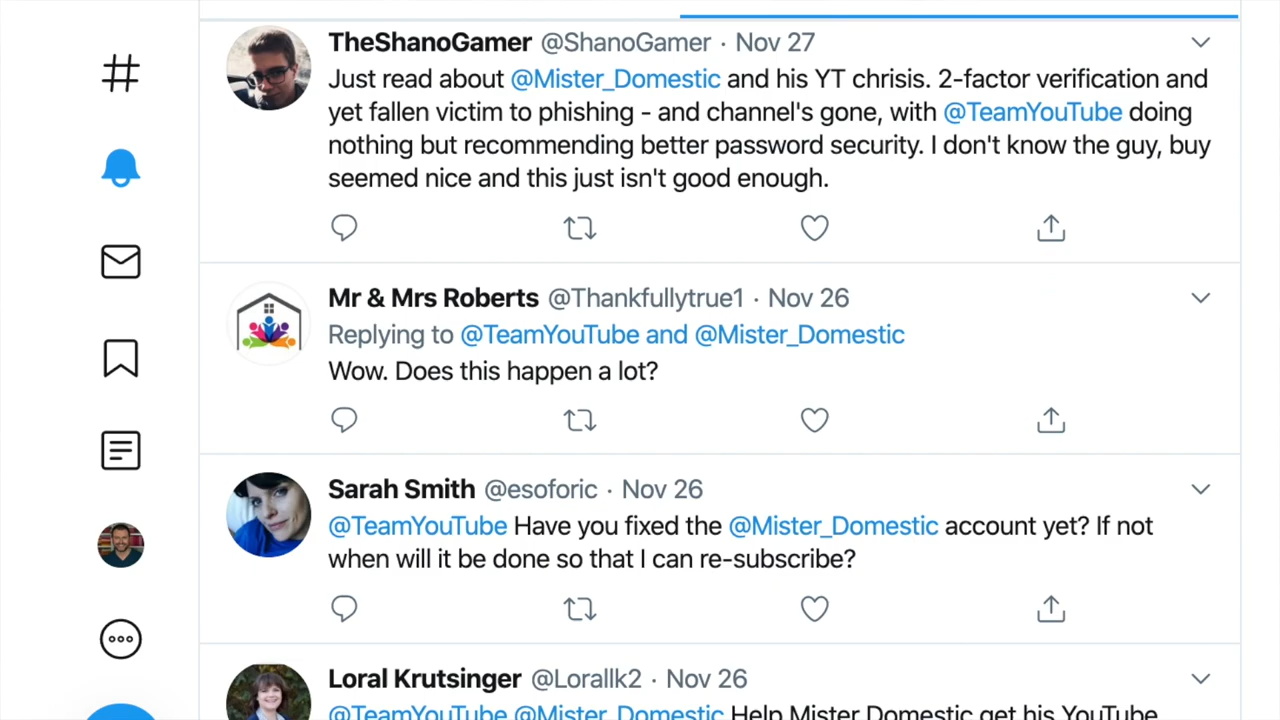 TheShanoGamer @ShanoGamer · Nov 27
Just read about @Mister_Domestic and his YT chrisis. 2-factor verification and
yet fallen victim to phishing - and channel's gone, with @TeamYouTube doing
nothing but recommending better password security. I don't know the guy, buy
seemed nice and this just isn't good enough.
Mr & Mrs Roberts @Thankfullytrue1 · Nov 26
Replying to @TeamYouTube and @Mister_Domestic
Wow. Does this happen a lot?
Sarah Smith @esoforic · Nov 26
@TeamYouTube Have you fixed the @Mister_Domestic account yet? If not
when will it be done so that I can re-subscribe?
Loral Krutsinger @Lorallk2 · Nov 26
@TeamYouTube @Mister_Domestic Help Mister Domestic get his YouTube